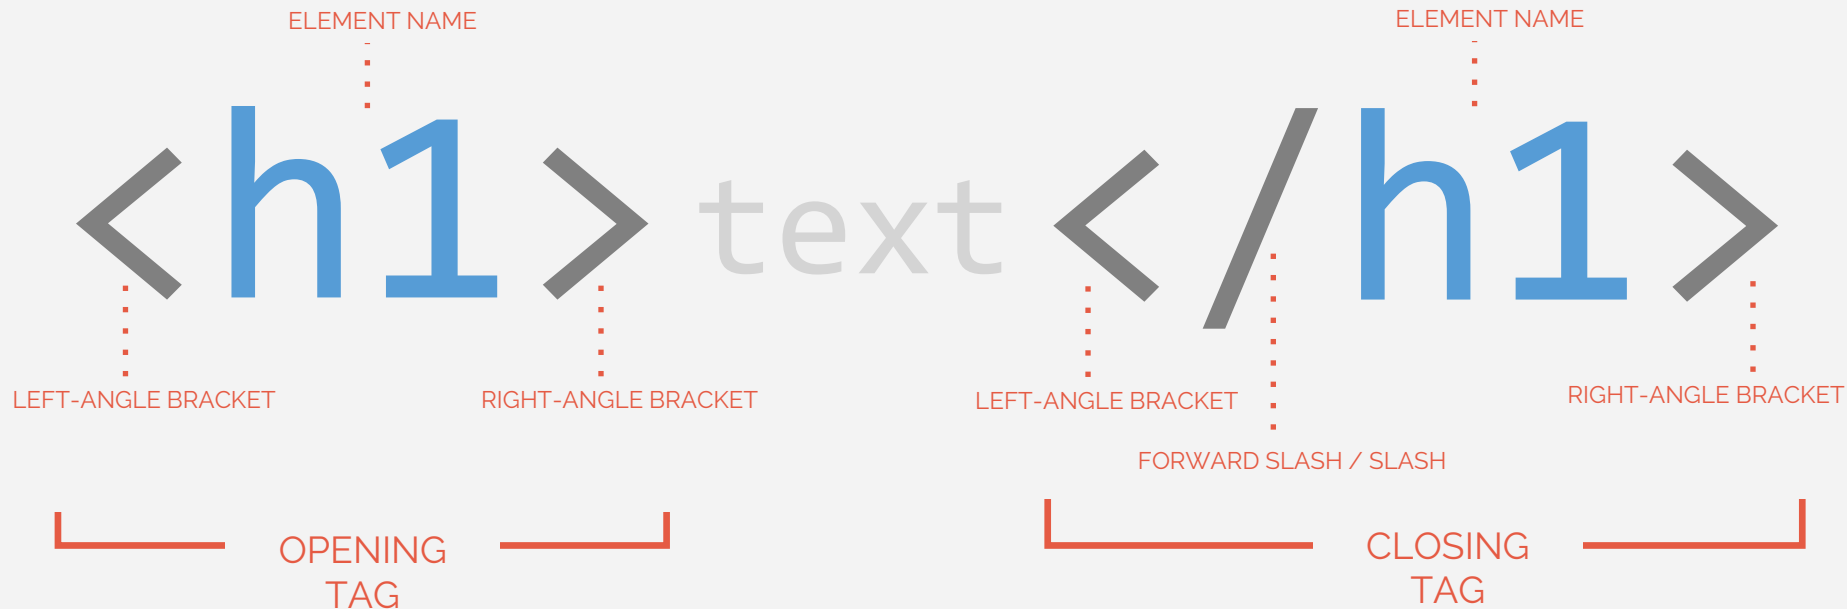 ELEMENT NAME
ELEMENT NAME
<h1> text </h1>
LEFT-ANGLE BRACKET
RIGHT-ANGLE BRACKET
LEFT-ANGLE BRACKET
RIGHT-ANGLE BRACKET
FORWARD SLASH / SLASH
OPENING
TAG
CLOSING
TAG